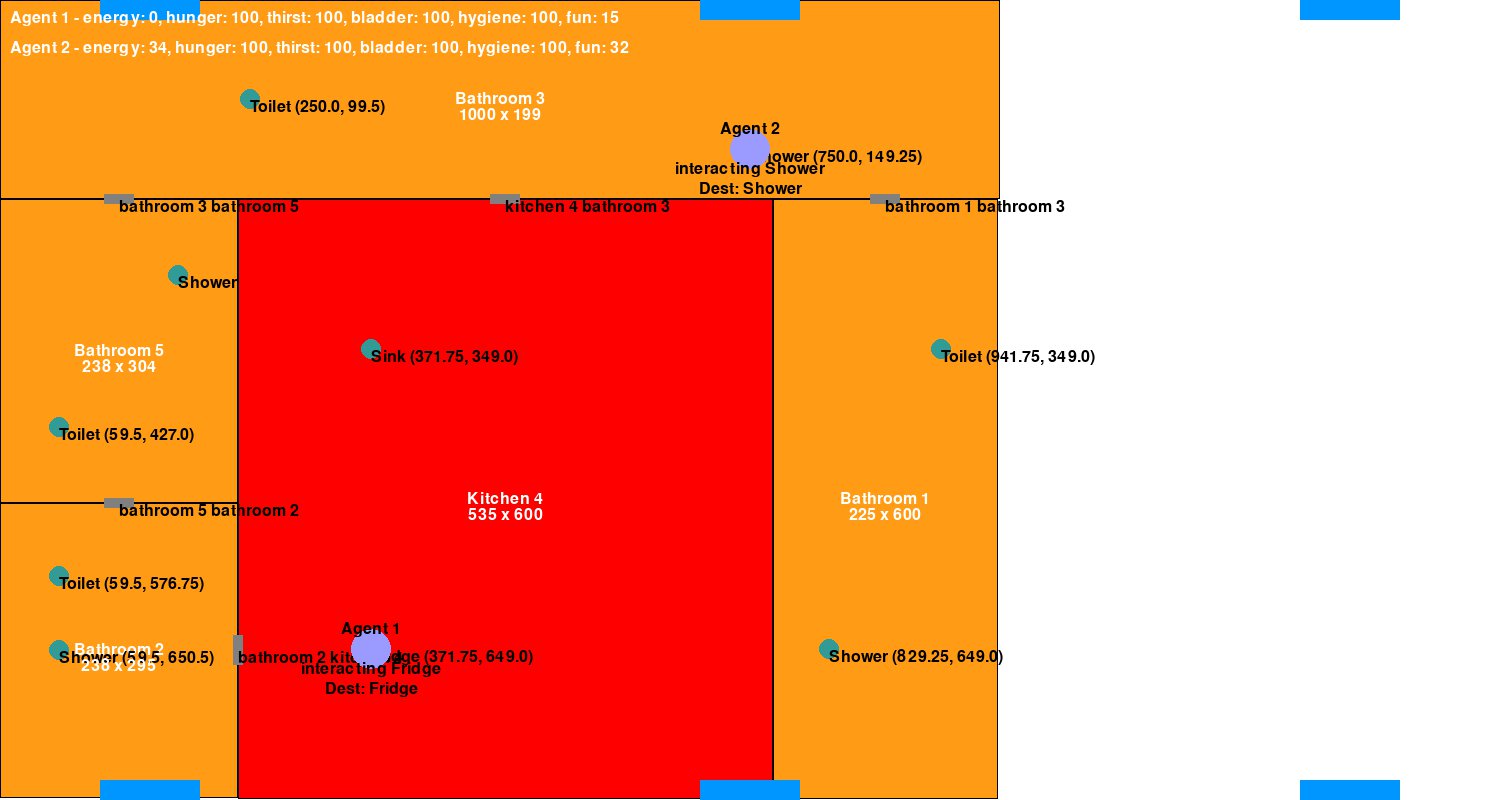 Agent 1 - energy: 0, hunger: 100, thirst: 100, bladder: 100, hygiene: 100, fun: 15
Agent 2 - energy: 34, hunger: 100, thirst: 100, bladder: 100, hygiene: 100, fun: 32
Bathroom 3
1000 x 199
Toilet (250.0, 99.5)
Agent 2
(750.0, 149.25)
interacting Shower
Dest: Shower
bathroom 3 bathroom 5
kitchen 4 bathroom 3
bathroom 1 bathroom 3
Shower
Bathroom 5
238 x 304
Sink (371.75, 349.0)
Toilet (941.75, 349.0)
Toilet (59.5, 427.0)
Kitchen 4
535 x 600
Bathroom 1
225 x 600
bathroom 5 bathroom 2
Toilet (59.5, 576.75)
Agent 1
Bathroom 2
238 x 295
Shower (59.5, 650.5)
bathroom 2
(371.75, 649.0)
interacting Fridge
Dest: Fridge
Shower (829.25, 649.0)